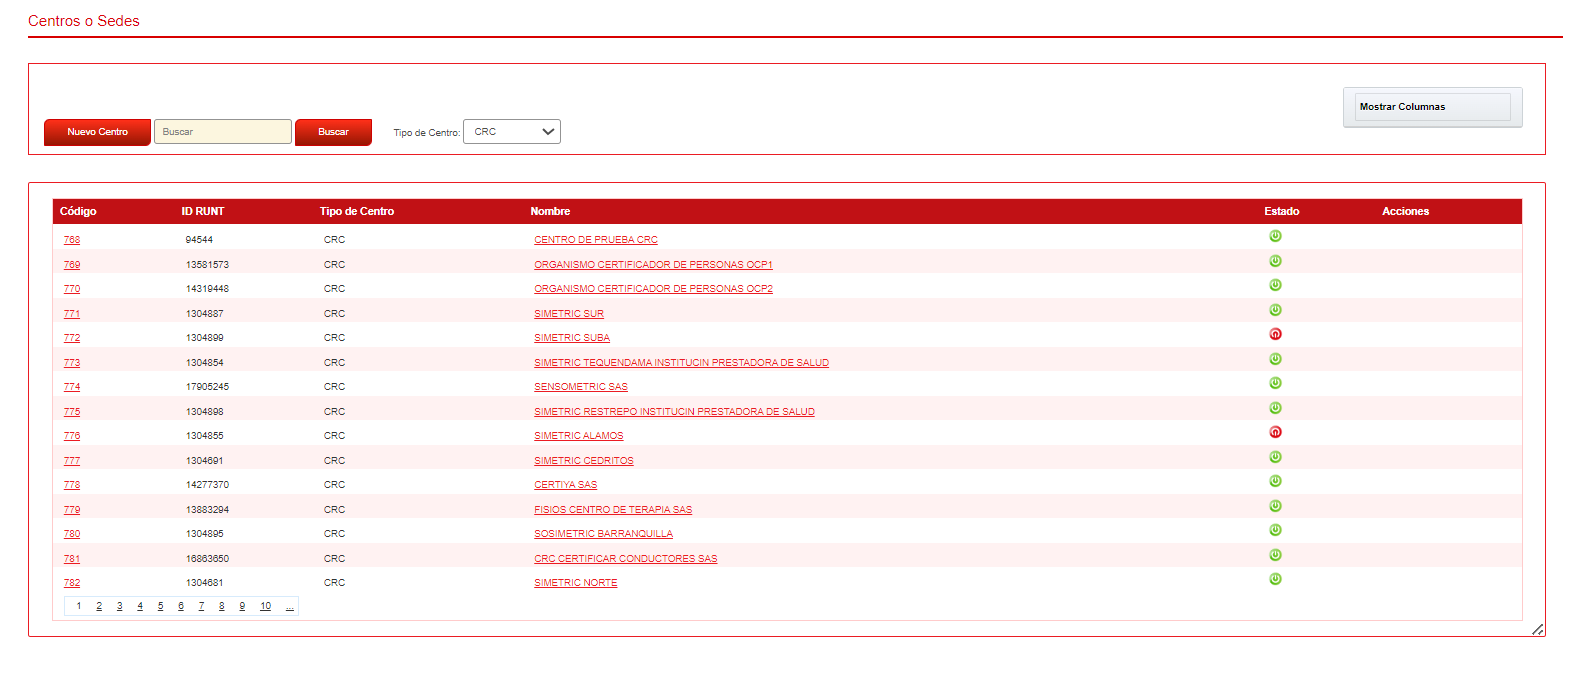 Centros o Sedes
Mostrar Columnas
Nuevo Centro Buscar Buscar Tipo de Centro: CRC
Código ID RUNT Tipo de Centro Nombre Estado Acciones
768 94544 CRC CENTRO DE PRUEBA CRC
769 13581573 CRC ORGANISMO CERTIFICADOR DE PERSONAS OCP1
770 14319448 CRC ORGANISMO CERTIFICADOR DE PERSONAS OCP2
771 1304887 CRC SIMETRIC SUR
772 1304899 CRC SIMETRIC SUBA
773 1304854 CRC SIMETRIC TEQUENDAMA INSTITUCIN PRESTADORA DE SALUD
774 17905245 CRC SENSOMETRIC SAS
775 1304898 CRC SIMETRIC RESTREPO INSTITUCIN PRESTADORA DE SALUD
776 1304855 CRC SIMETRIC ALAMOS
777 1304691 CRC SIMETRIC CEDRITOS
778 14277370 CRC CERTIYA SAS
779 13883294 CRC FISIOS CENTRO DE TERAPIA SAS
780 1304895 CRC SOSIMETRIC BARRANQUILLA
781 16863650 CRC CRC CERTIFICAR CONDUCTORES SAS
782 1304681 CRC SIMETRIC NORTE
1 2 3 4 5 6 7 8 9 10 ...